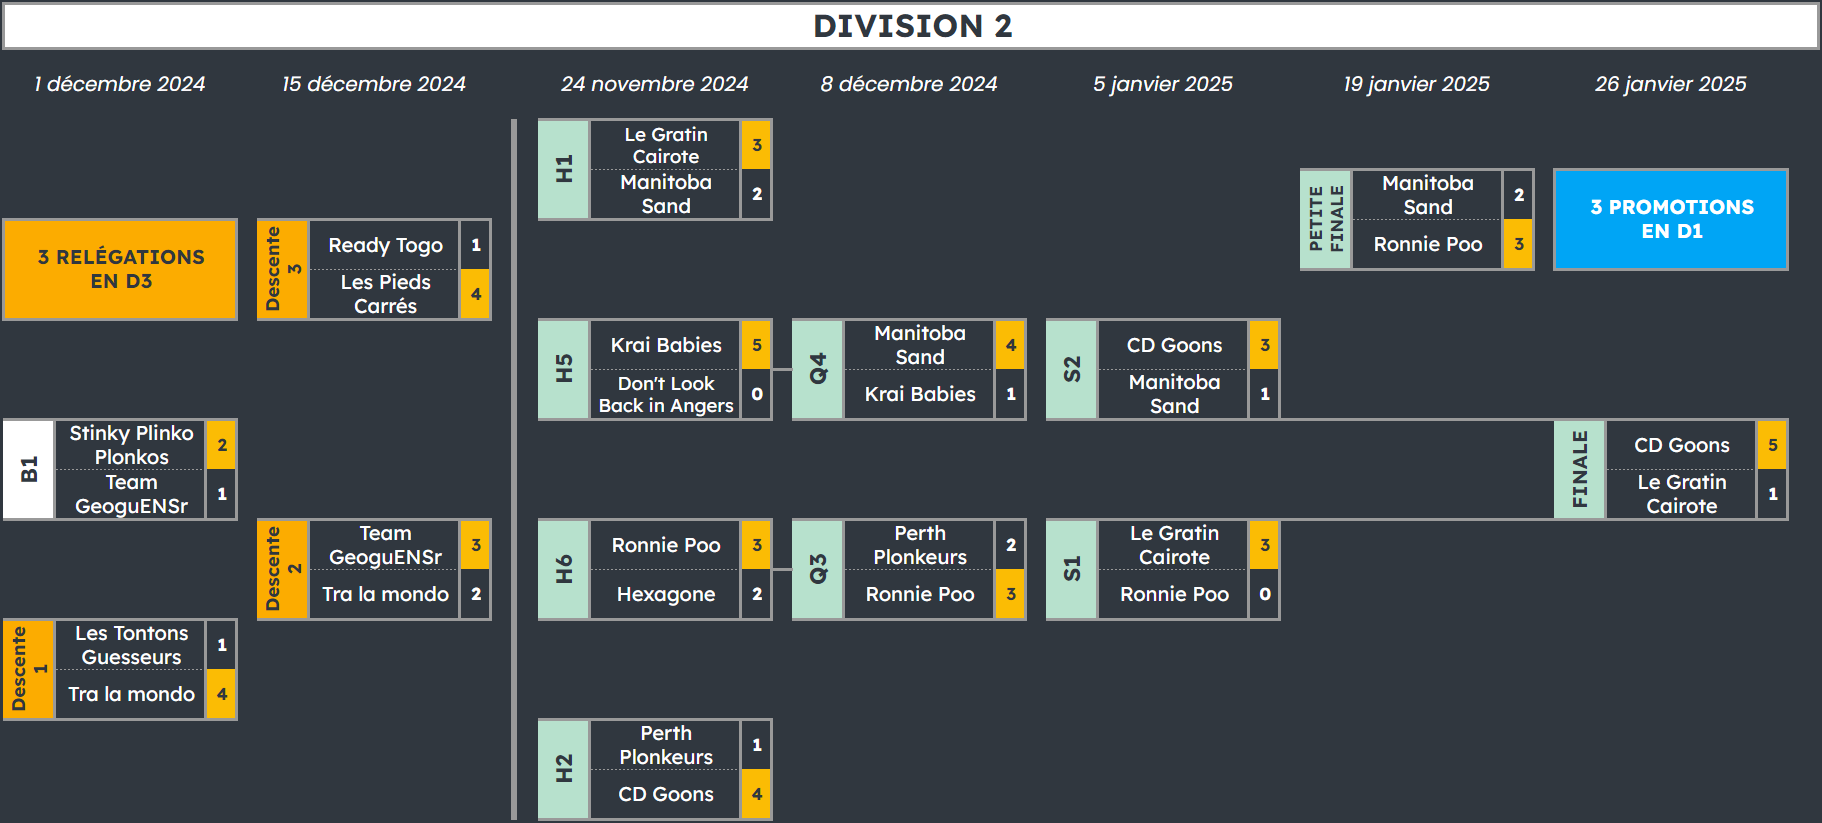 DIVISION 2
1 décembre 2024
15 décembre 2024
24 novembre 2024
8 décembre 2024
5 janvier 2025
19 janvier 2025
26 janvier 2025
3 RELÉGATIONS
EN D3
B1
Stinky Plinko
Plonkos
2
Team
GeoguENSr
1
Descente
1
Les Tontons
Guesseurs
1
Tra la mondo
4
Descente
3
Ready Togo
1
Les Pieds
Carrés
4
Descente
2
Team
GeoguENSr
3
Tra la mondo
2
H1
Le Gratin
Cairote
3
Manitoba
Sand
2
H5
Krai Babies
5
Don't Look
Back in Angers
0
H6
Ronnie Poo
3
Hexagone
2
H2
Perth
Plonkeurs
1
CD Goons
4
Q4
Manitoba
Sand
4
Krai Babies
1
Q3
Perth
Plonkeurs
2
Ronnie Poo
3
S2
CD Goons
3
Manitoba
Sand
1
S1
Le Gratin
Cairote
3
Ronnie Poo
0
PETITE
FINALE
Manitoba
Sand
2
Ronnie Poo
3
3 PROMOTIONS
EN D1
FINALE
CD Goons
5
Le Gratin
Cairote
1